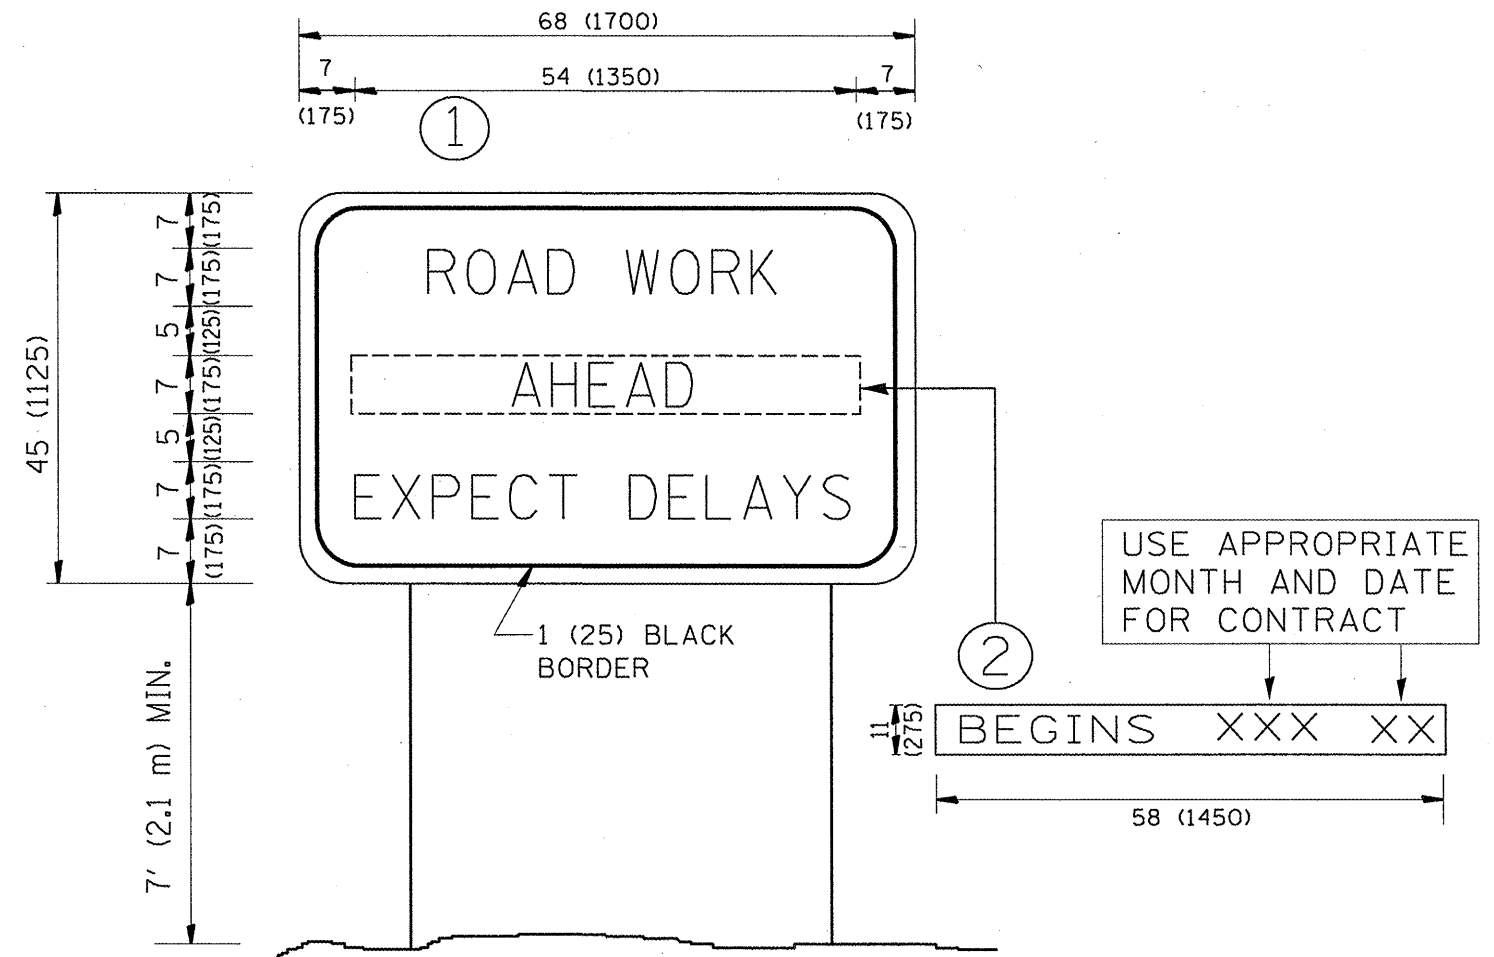 68 (1700)
7
54 (1350)
7
(175)
(175)
1
45 (1125)
7 (175)
7 (175)
5 (125)
7 (175)
5 (125)
7 (175)
7 (175)
ROAD WORK
AHEAD
EXPECT DELAYS
1 (25) BLACK
BORDER
7' (2.1 m) MIN.
2
USE APPROPRIATE
MONTH AND DATE
FOR CONTRACT
11
(275)
BEGINS XXX XX
58 (1450)